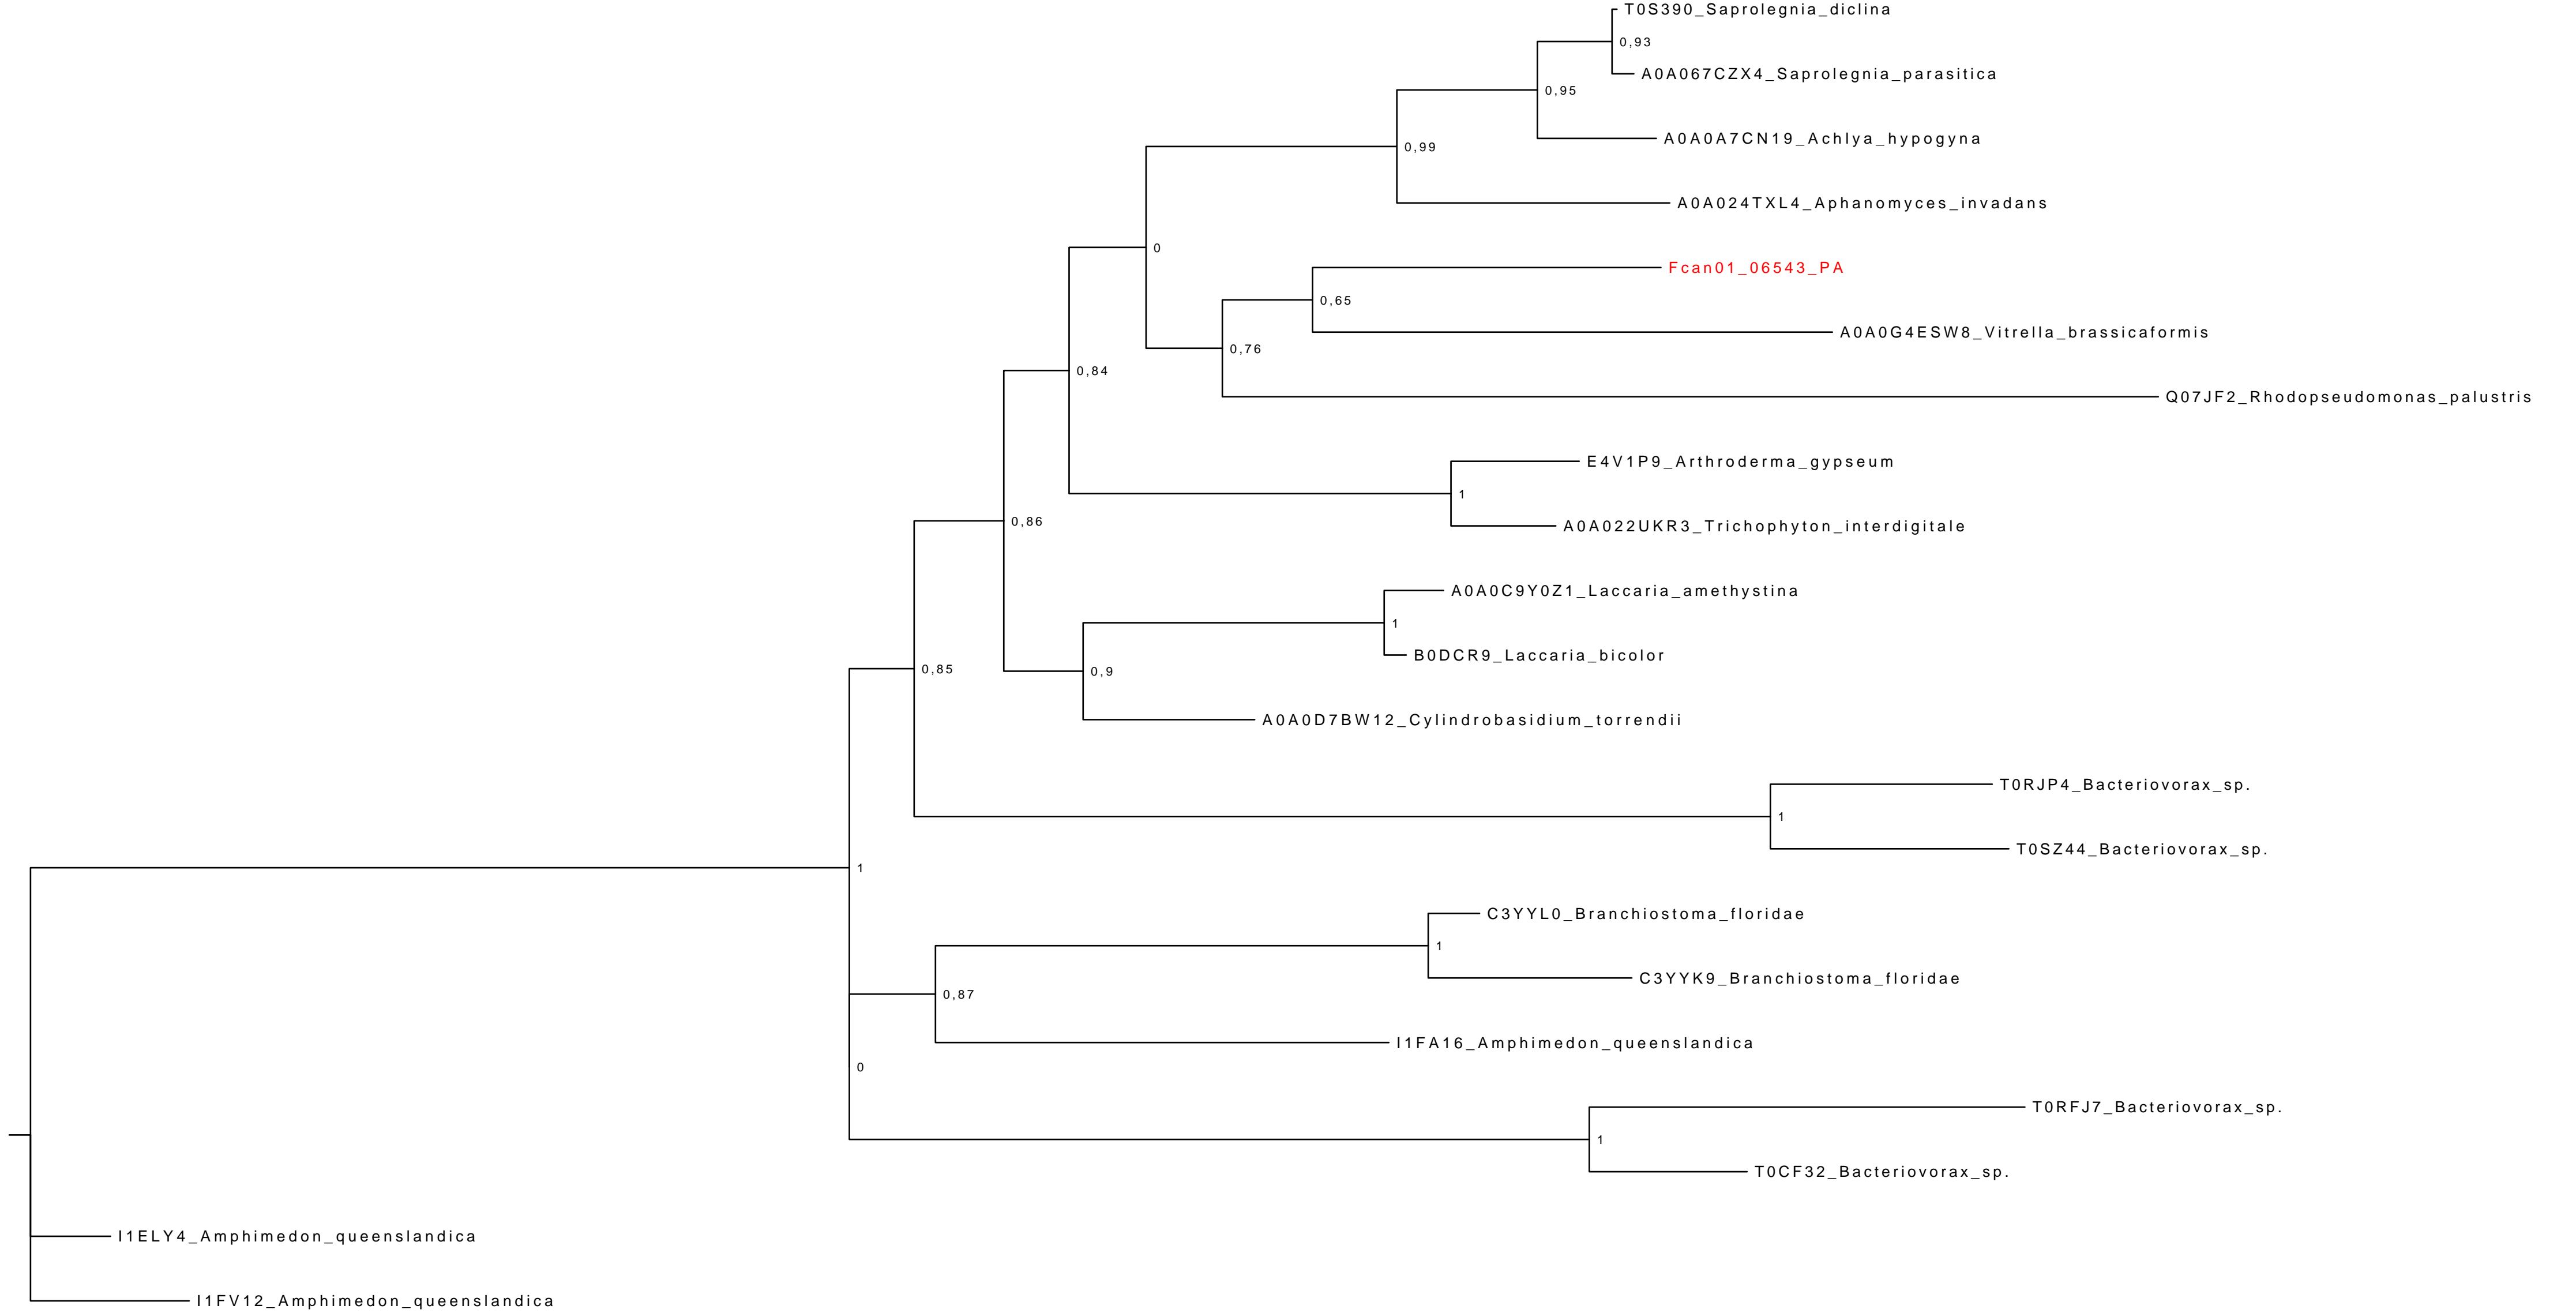 T0S390_Saprolegnia_diclina
0,93
A0A067CZX4_Saprolegnia_parasitica
0,95
A0A0A7CN19_Achlya_hypogyna
0,99
A0A024TXL4_Aphanomyces_invadans
0
Fcan01_06543_PA
0,65
A0A0G4ESW8_Vitrella_brassicaformis
0,76
0,84
Q07JF2_Rhodopseudomonas_palustris
E4V1P9_Arthroderma_gypseum
1
0,86
A0A022UKR3_Trichophyton_interdigitale
A0A0C9Y0Z1_Laccaria_amethystina
1
B0DCR9_Laccaria_bicolor
0,85
0,9
A0A0D7BW12_Cylindrobasidium_torrendii
T0RJP4_Bacteriovorax_sp.
1
T0SZ44_Bacteriovorax_sp.
1
C3YYL0_Branchiostoma_floridae
1
C3YYK9_Branchiostoma_floridae
0,87
I1FA16_Amphimedon_queenslandica
0
T0RFJ7_Bacteriovorax_sp.
1
T0CF32_Bacteriovorax_sp.
I1ELY4_Amphimedon_queenslandica
I1FV12_Amphimedon_queenslandica